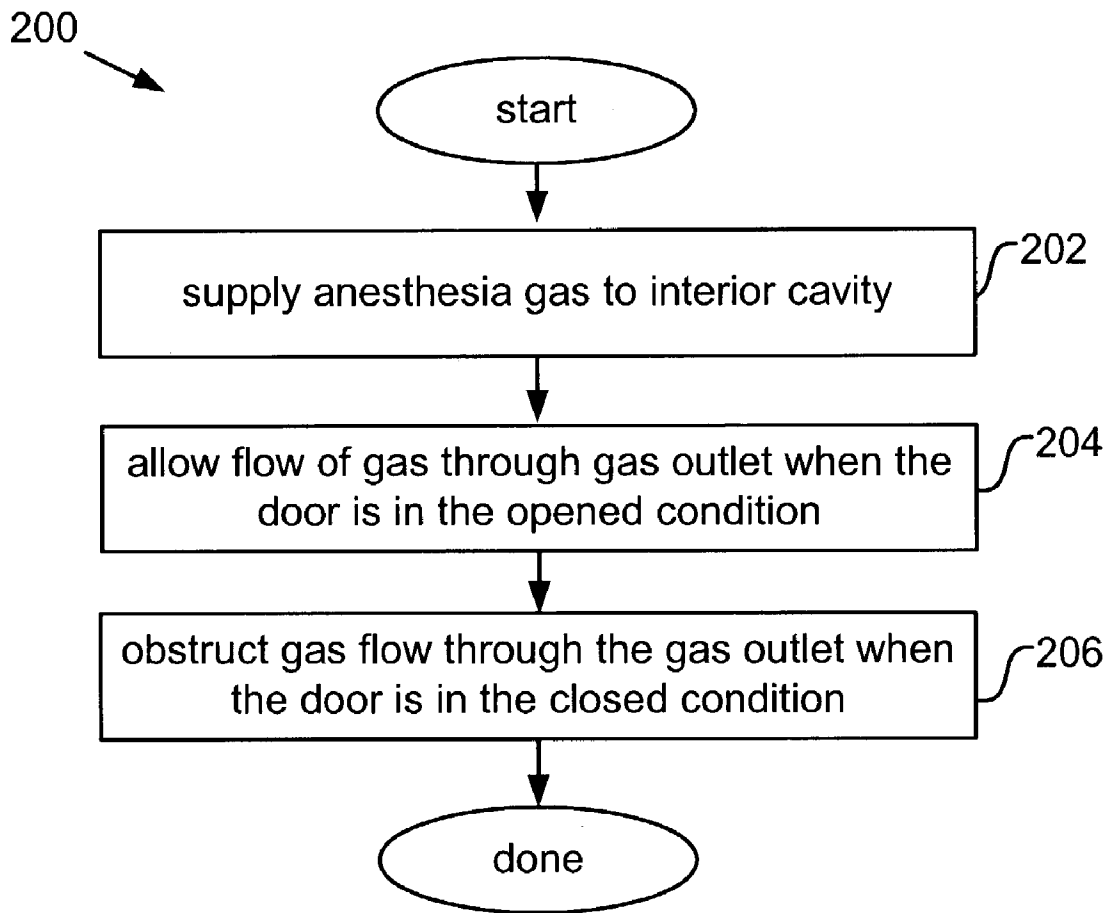 200
start
supply anesthesia gas to interior cavity
202
allow flow of gas through gas outlet when the
door is in the opened condition
204
obstruct gas flow through the gas outlet when
the door is in the closed condition
206
done